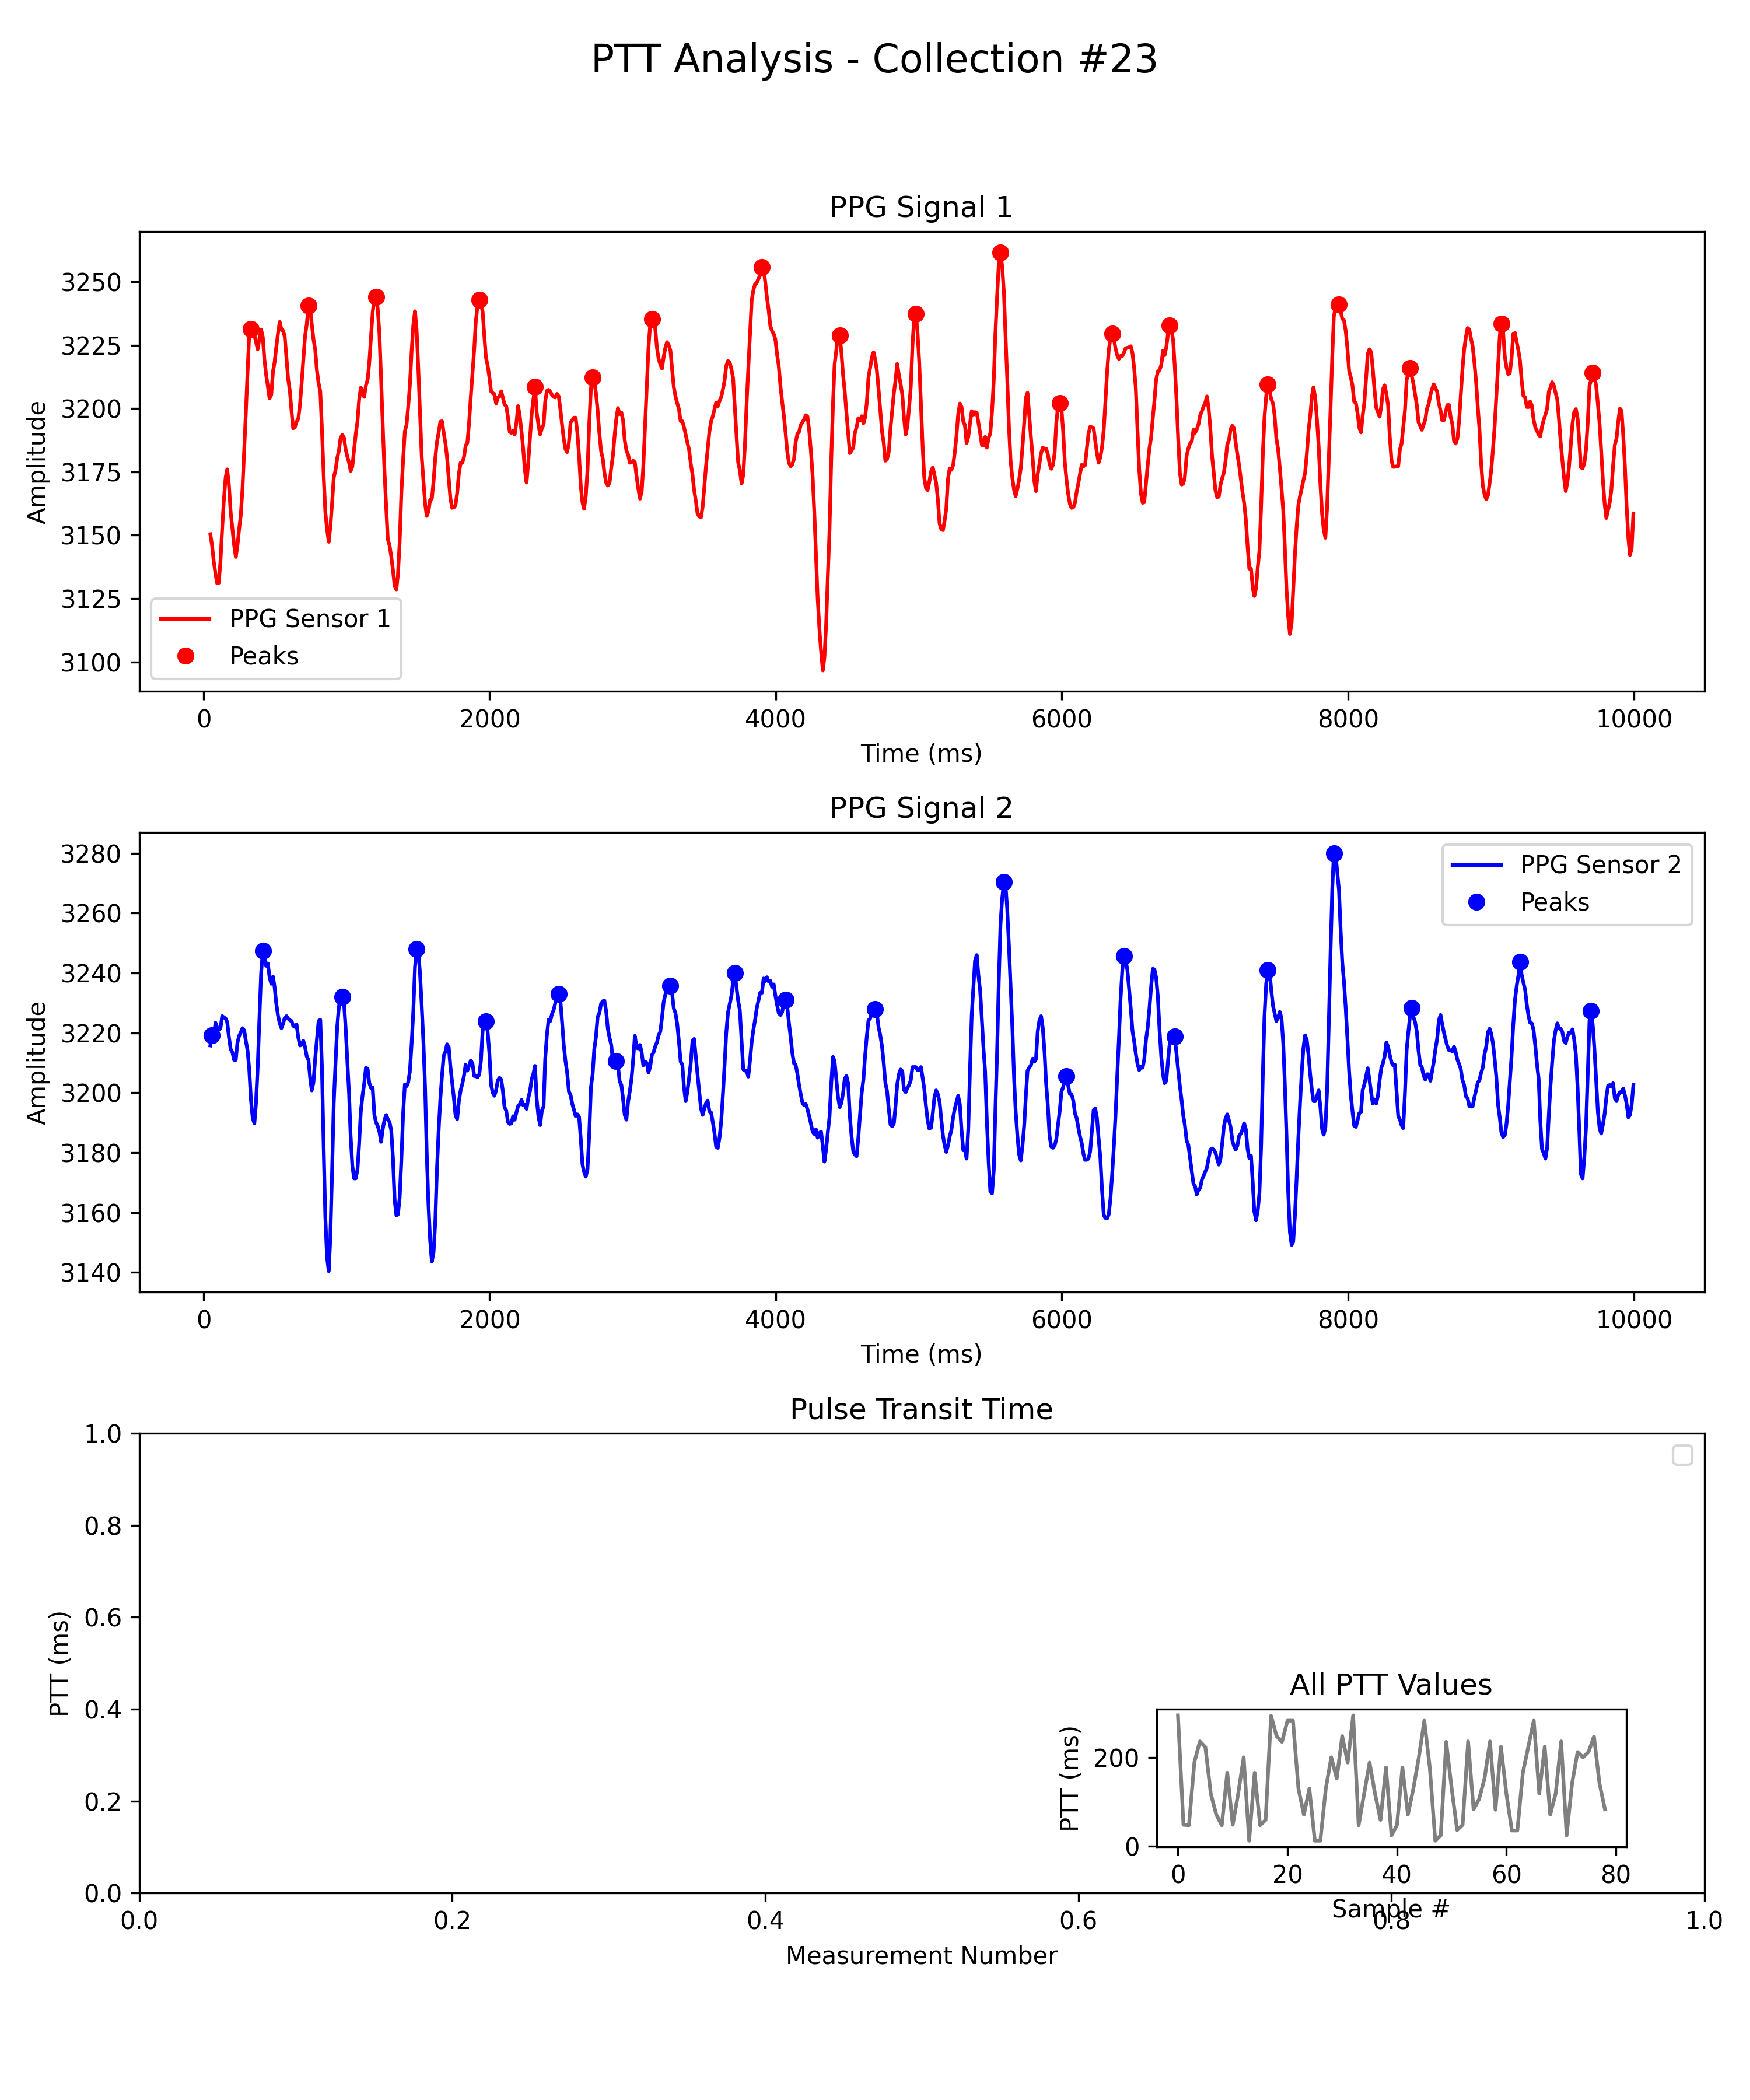 PTT Analysis - Collection #23
PPG Signal 1
Amplitude
3250
3225
3200
3175
3150
3125
3100
PPG Sensor 1
Peaks
0 2000 4000 6000 8000 10000
Time (ms)
PPG Signal 2
Amplitude
3280
3260
3240
3220
3200
3180
3160
3140
PPG Sensor 2
Peaks
0 2000 4000 6000 8000 10000
Time (ms)
Pulse Transit Time
PTT (ms)
1.0
0.8
0.6
0.4
0.2
0.0
All PTT Values
PTT (ms)
200
0
0 20 40 60 80
Sample #
0.0 0.2 0.4 0.6 0.8 1.0
Measurement Number